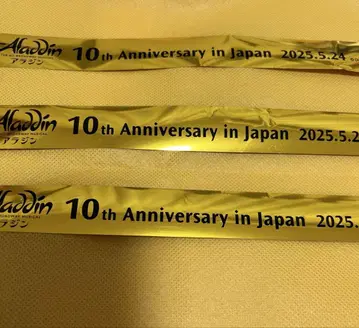 Aladdin 10th Anniversary in Japan 2025.5.24
アラジン
Aladdin 10th Anniversary in Japan 2025.5.2
アラジン
Aladdin 10th Anniversary in Japan 2025.
アラジン